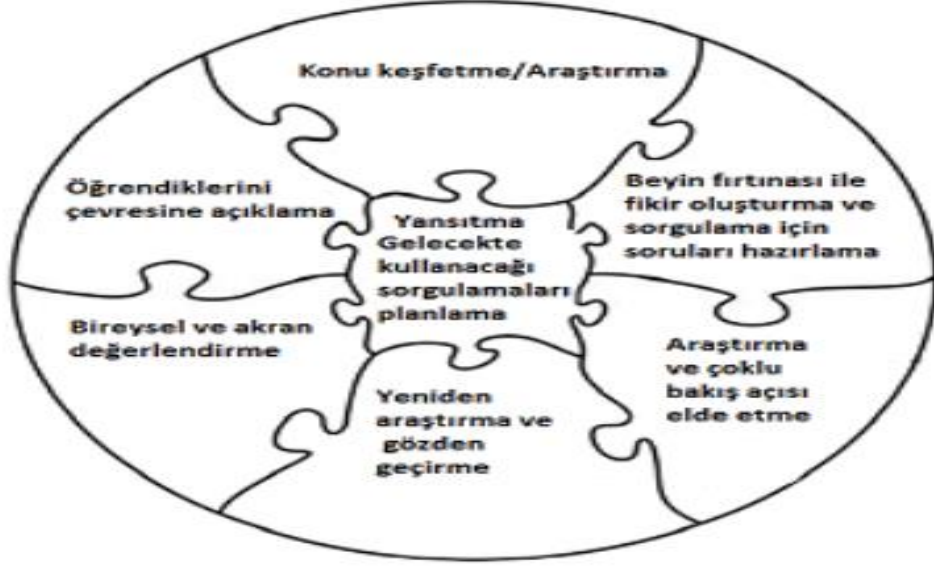 Konu keşfetme/Araştırma
Beyin fırtınası ile
fikir oluşturma ve
sorgulama için
soruları hazırlama
Araştırma
ve çoklu
bakış açısı
elde etme
Yeniden
araştırma ve
gözden
geçirme
Bireysel ve akran
değerlendirme
Öğrendiklerini
çevresine açıklama
Yansıtma
Gelecekte
kullanacağı
sorgulamaları
planlama